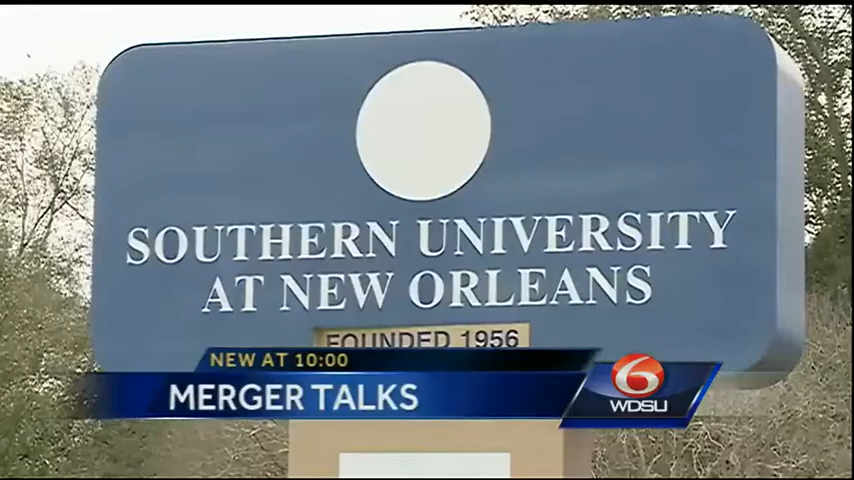 SOUTHERN UNIVERSITY
AT NEW ORLEANS
FOUNDED 1956
NEW AT 10:00
MERGER TALKS
6
WDSU